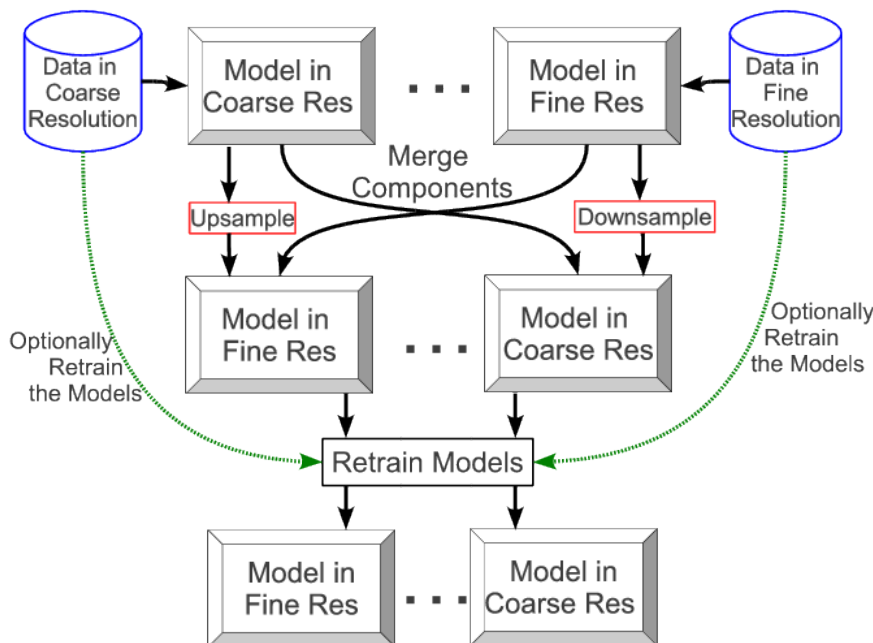 Data in
Coarse
Resolution
Model in
Coarse Res
Model in
Fine Res
Data in
Fine
Resolution
Merge
Components
Upsample
Downsample
Model in
Fine Res
Model in
Coarse Res
Optionally
Retrain
the Models
Optionally
Retrain
the Models
Retrain Models
Model in
Fine Res
Model in
Coarse Res